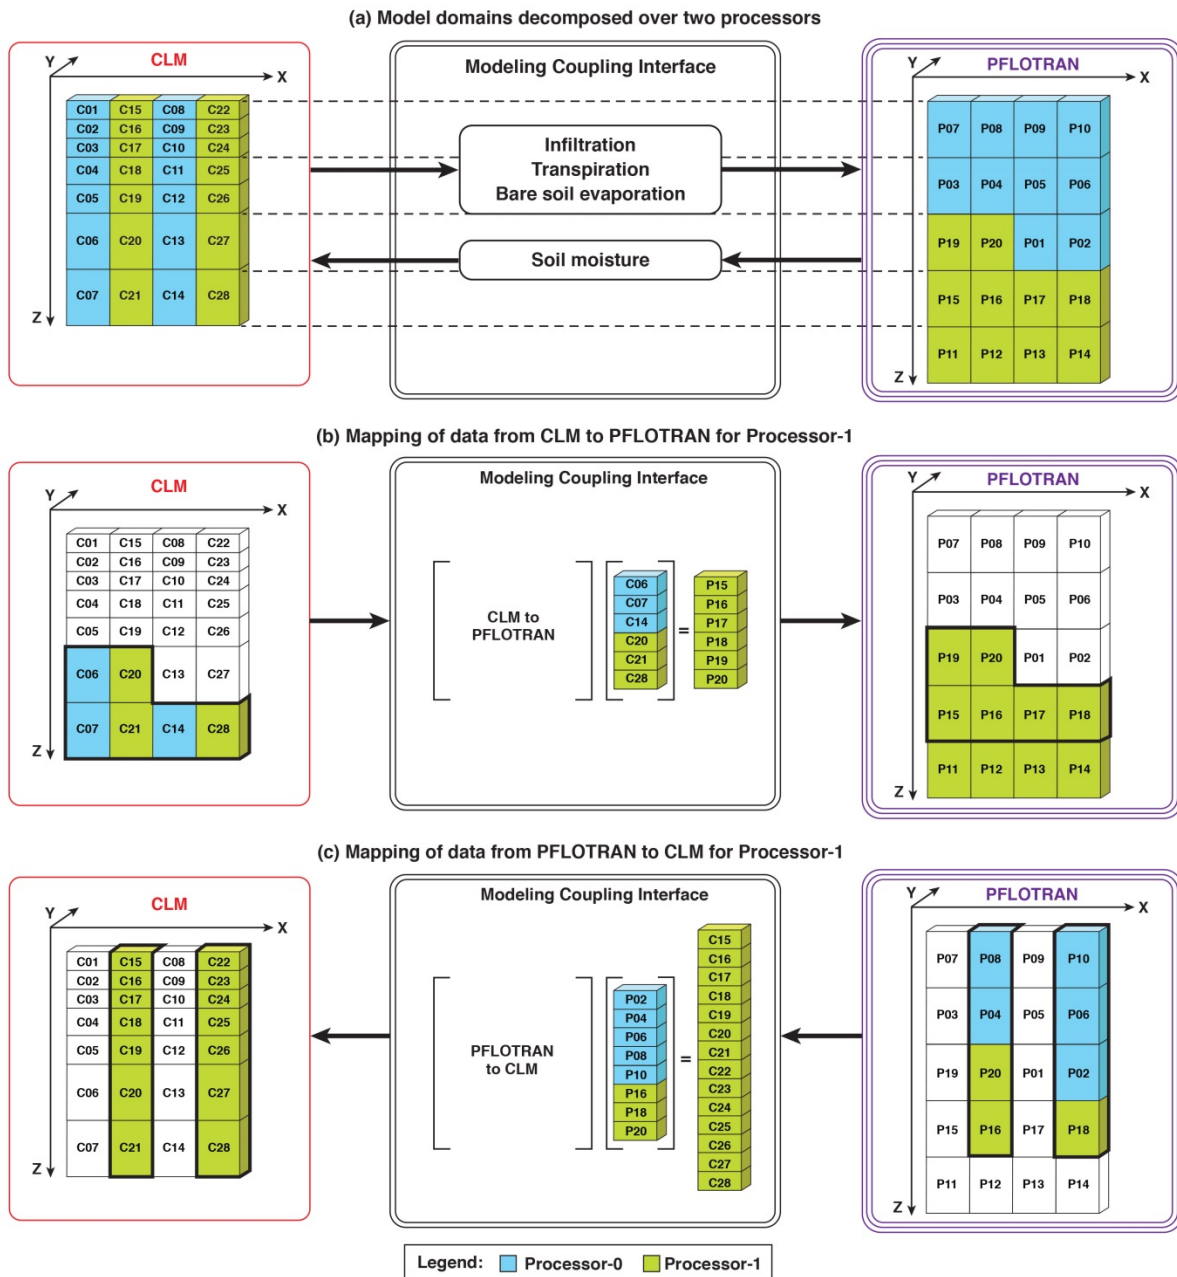 (a) Model domains decomposed over two processors
CLM
Modeling Coupling Interface
PFLOTRAN
Y
X
Z
C01 C15 C08 C22
C02 C16 C09 C23
C03 C17 C10 C24
C04 C18 C11 C25
C05 C19 C12 C26
C06 C20 C13 C27
C07 C21 C14 C28
Infiltration
Transpiration
Bare soil evaporation
Soil moisture
Y
X
Z
P07 P08 P09 P10
P03 P04 P05 P06
P19 P20 P01 P02
P15 P16 P17 P18
P11 P12 P13 P14
(b) Mapping of data from CLM to PFLOTRAN for Processor-1
CLM
Modeling Coupling Interface
PFLOTRAN
Y
X
Z
C01 C15 C08 C22
C02 C16 C09 C23
C03 C17 C10 C24
C04 C18 C11 C25
C05 C19 C12 C26
C06 C20 C13 C27
C07 C21 C14 C28
CLM to
PFLOTRAN
C06
C07
C14
C20
C21
C28
=
P15
P16
P17
P18
P19
P20
Y
X
Z
P07 P08 P09 P10
P03 P04 P05 P06
P19 P20 P01 P02
P15 P16 P17 P18
P11 P12 P13 P14
(c) Mapping of data from PFLOTRAN to CLM for Processor-1
CLM
Modeling Coupling Interface
PFLOTRAN
Y
X
Z
C01 C15 C08 C22
C02 C16 C09 C23
C03 C17 C10 C24
C04 C18 C11 C25
C05 C19 C12 C26
C06 C20 C13 C27
C07 C21 C14 C28
PFLOTRAN
to CLM
P02
P04
P06
P08
P10
P16
P18
P20
=
C15
C16
C17
C18
C19
C20
C21
C22
C23
C24
C25
C26
C27
C28
Y
X
Z
P07 P08 P09 P10
P03 P04 P05 P06
P19 P20 P01 P02
P15 P16 P17 P18
P11 P12 P13 P14
Legend: Processor-0 Processor-1